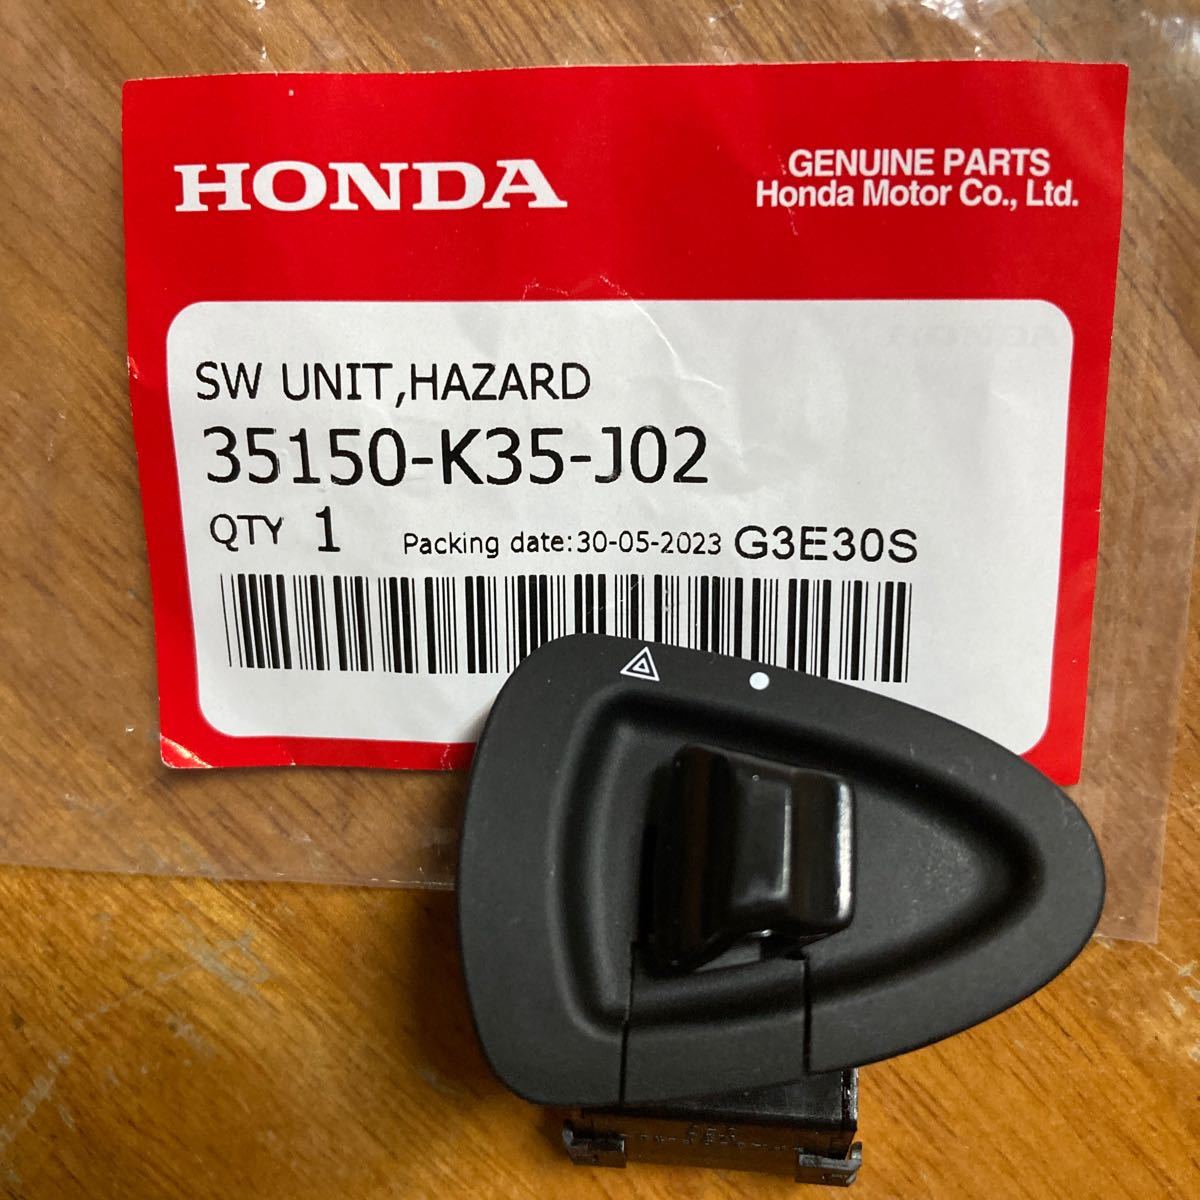 HONDA
GENUINE PARTS
Honda Motor Co., Ltd.
SW UNIT,HAZARD
35150-K35-J02
QTY 1 Packing date:30-05-2023 G3E30S